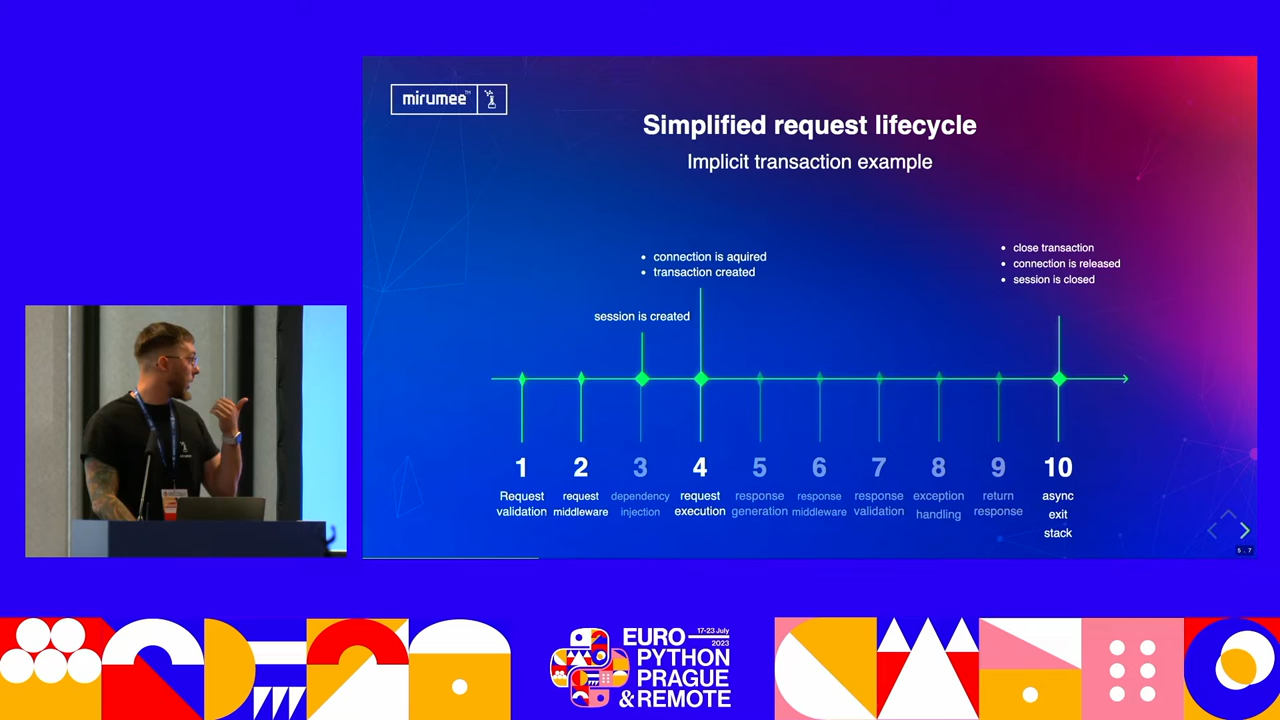 mirumee™
Simplified request lifecycle
Implicit transaction example
• connection is aquired
• transaction created
session is created
• close transaction
• connection is released
• session is closed
1
Request
validation
2
request
middleware
3
dependency
injection
4
request
execution
5
response
generation
6
response
middleware
7
response
validation
8
exception
handling
9
return
response
10
async
exit
stack
5 . 7
17-23 July
2023
EURO
PYTHON
PRAGUE
& REMOTE